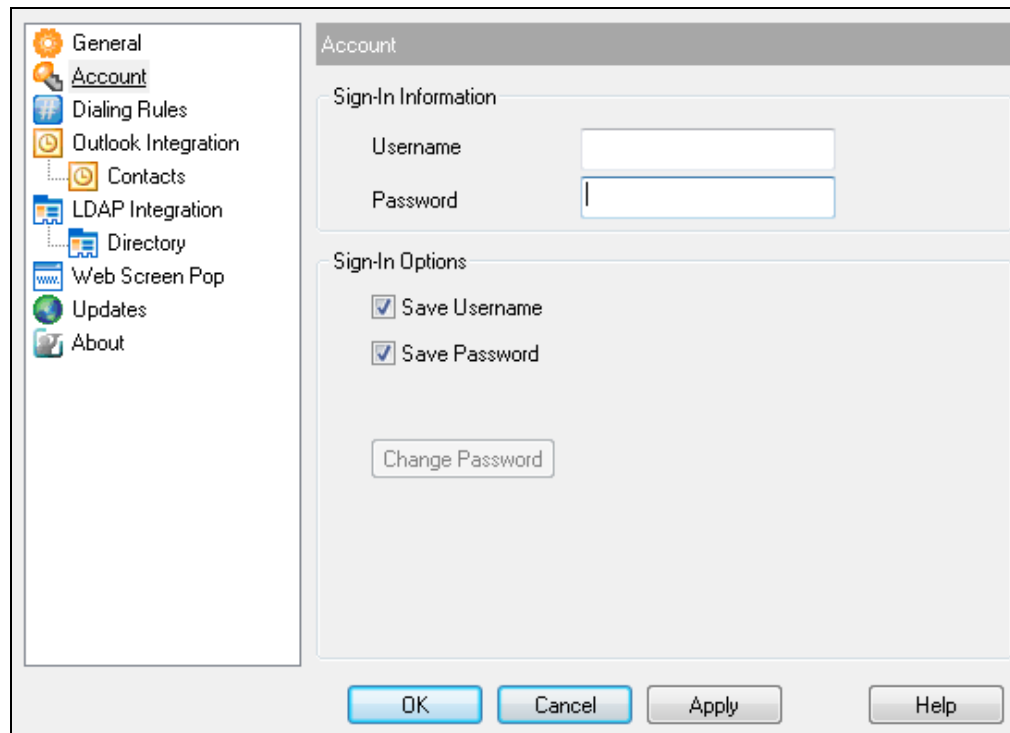 General
Account
Dialing Rules
Outlook Integration
Contacts
LDAP Integration
Directory
www. Web Screen Pop
Updates
About
Account
Sign-In Information
Username
Password
Sign-In Options
Save Username
Save Password
Change Password
OK Cancel Apply Help